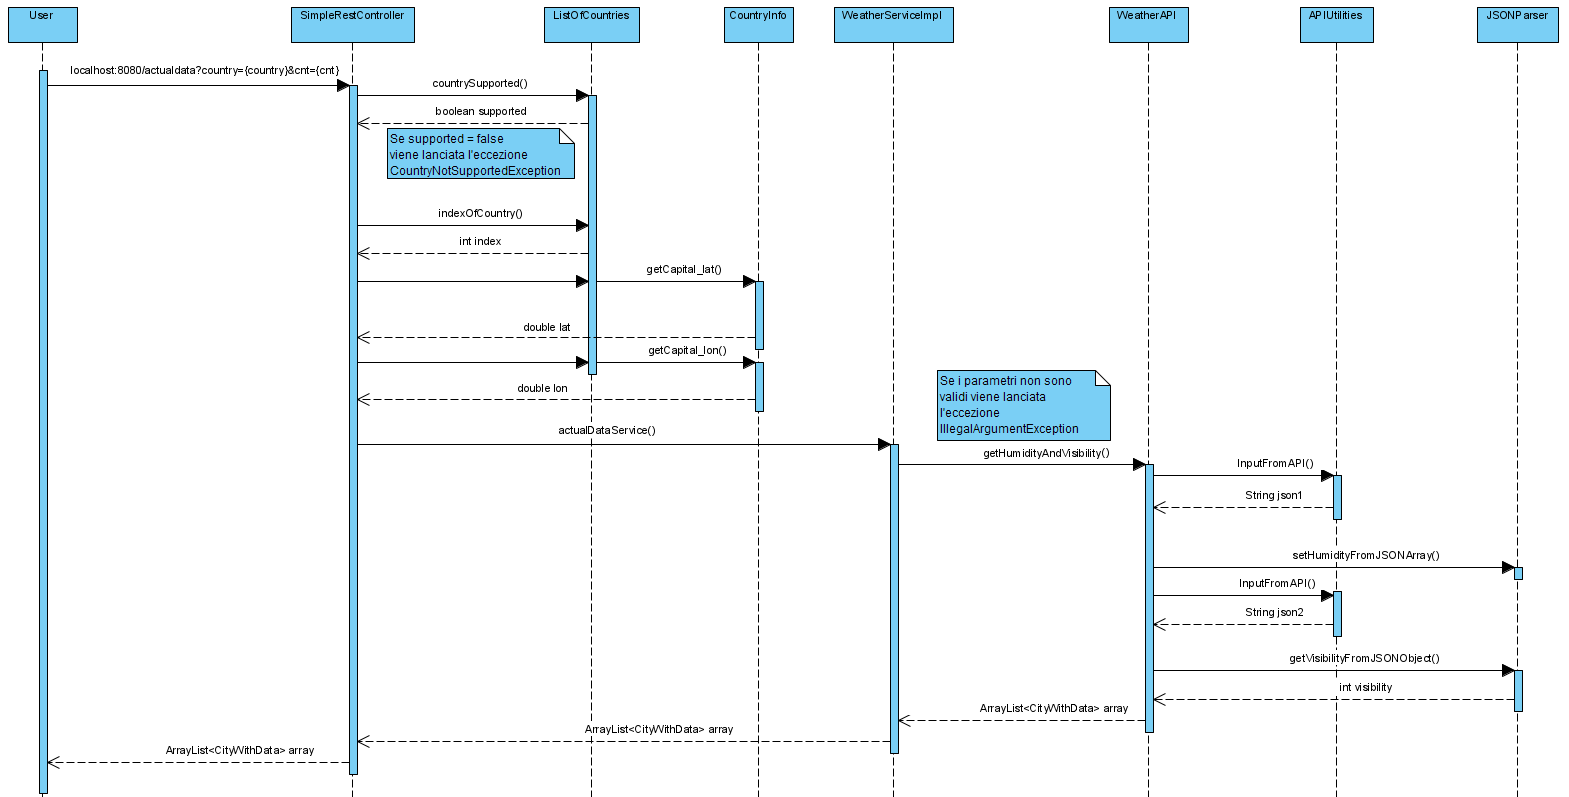 User
SimpleRestController
ListOfCountries
CountryInfo
WeatherServiceImpl
WeatherAPI
APIUtilities
JSONParser
localhost:8080/actualdata?country={country}&cnt={cnt}
countrySupported()
boolean supported
Se supported = false
viene lanciata l'eccezione
CountryNotSupportedException
indexOfCountry()
int index
getCapital_lat()
double lat
getCapital_lon()
double lon
Se i parametri non sono
validi viene lanciata
l'eccezione
IllegalArgumentException
actualDataService()
getHumidityAndVisibility()
InputFromAPI()
String json1
setHumidityFromJSONArray()
InputFromAPI()
String json2
getVisibilityFromJSONObject()
int visibility
ArrayList<CityWithData> array
ArrayList<CityWithData> array
ArrayList<CityWithData> array